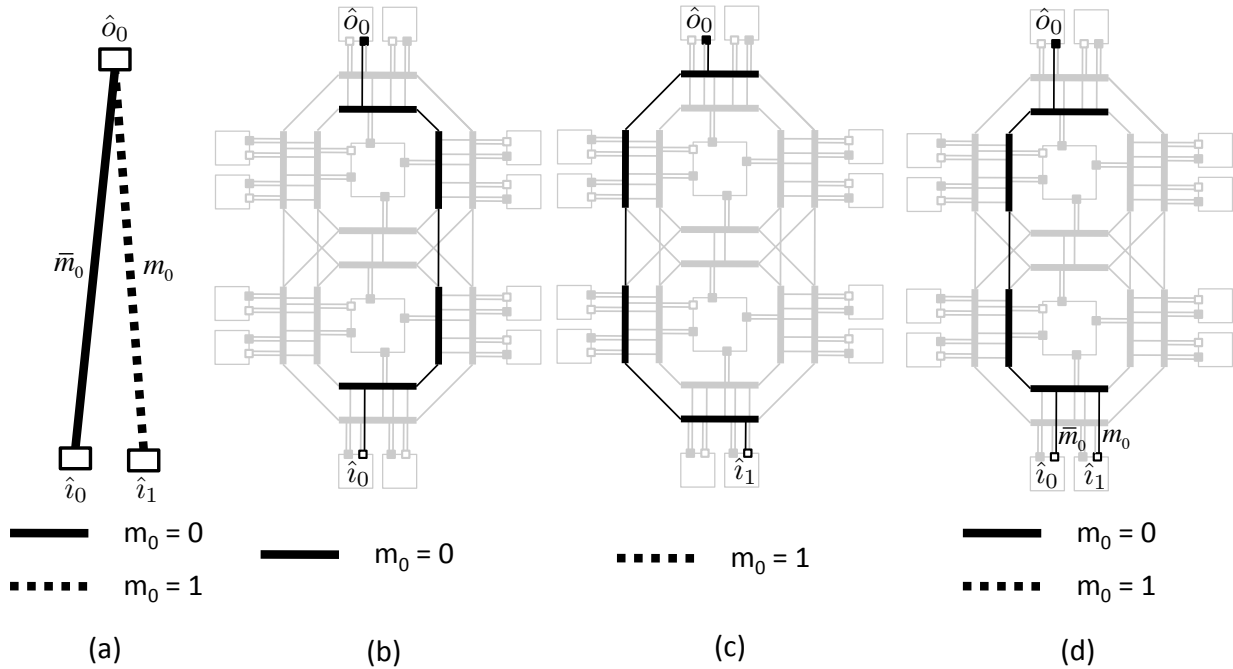 ô₀
m̅₀
m₀
î₀
î₁
m₀ = 0
m₀ = 1
(a)
ô₀
î₀
m₀ = 0
(b)
ô₀
î₁
m₀ = 1
(c)
ô₀
m̅₀
m₀
î₀
î₁
m₀ = 0
m₀ = 1
(d)